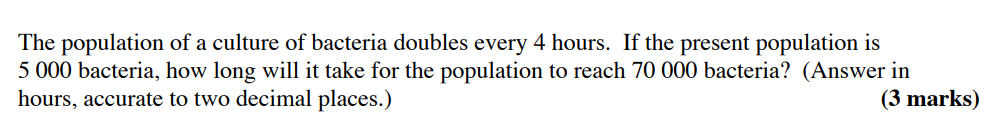 The population of a culture of bacteria doubles every 4 hours.  If the present population is
5 000 bacteria, how long will it take for the population to reach 70 000 bacteria?  (Answer in
hours, accurate to two decimal places.) (3 marks)